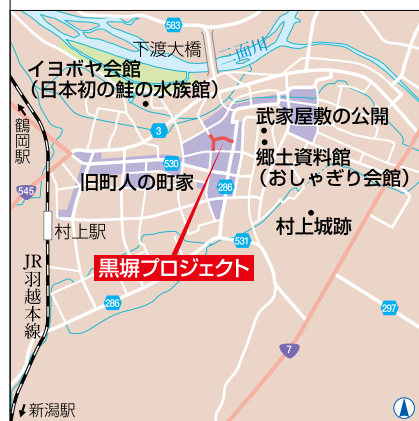 583
下渡大橋
三面川
イヨボヤ会館
（日本初の鮭の水族館）
鶴岡駅
3
武家屋敷の公開
郷土資料館
（おしゃぎり会館）
530
旧町人の町家
286
545
村上城跡
村上駅
531
黒塀プロジェクト
JR羽越本線
286
297
7
新潟駅